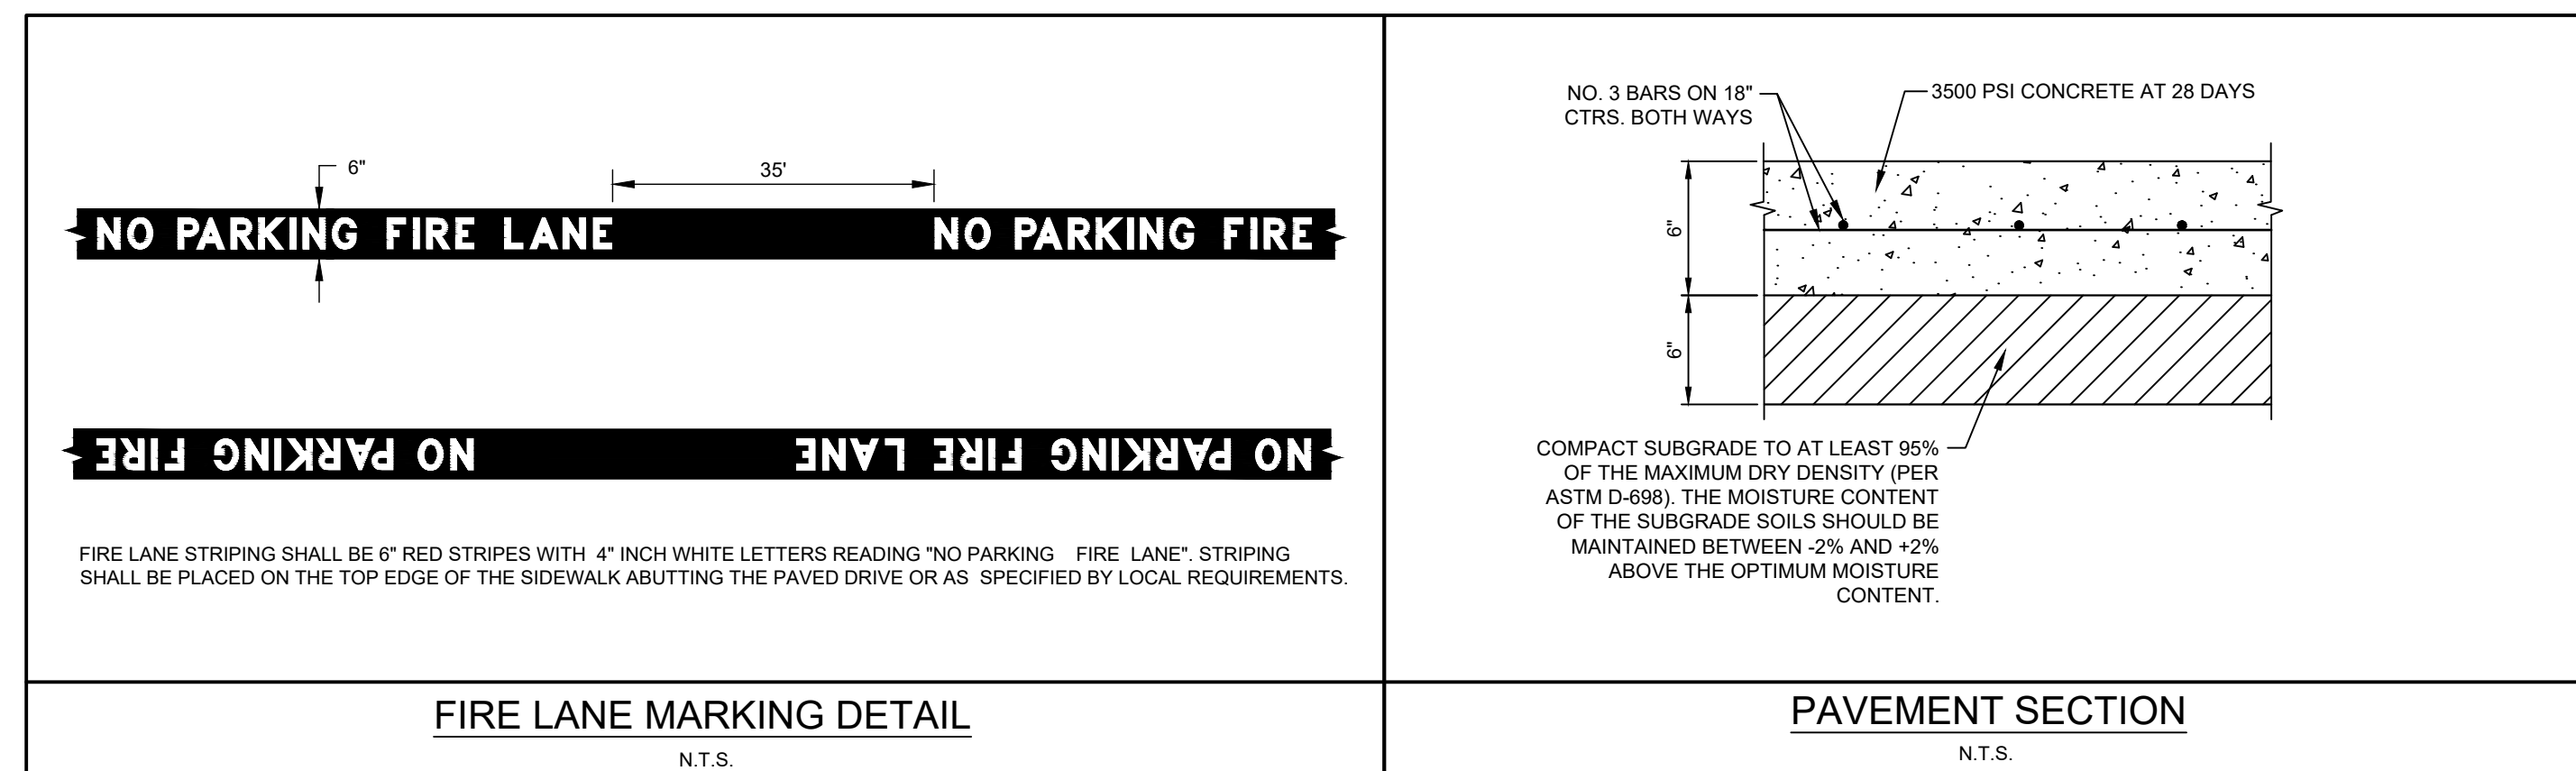 6"
35'
NO PARKING FIRE LANE
NO PARKING FIRE
NO PARKING FIRE
NO PARKING FIRE LANE
FIRE LANE STRIPING SHALL BE 6" RED STRIPES WITH 4" INCH WHITE LETTERS READING "NO PARKING FIRE LANE". STRIPING
SHALL BE PLACED ON THE TOP EDGE OF THE SIDEWALK ABUTTING THE PAVED DRIVE OR AS SPECIFIED BY LOCAL REQUIREMENTS.
FIRE LANE MARKING DETAIL
N.T.S.
NO. 3 BARS ON 18"
CTRS. BOTH WAYS
3500 PSI CONCRETE AT 28 DAYS
6"
6"
COMPACT SUBGRADE TO AT LEAST 95%
OF THE MAXIMUM DRY DENSITY (PER
ASTM D-698). THE MOISTURE CONTENT
OF THE SUBGRADE SOILS SHOULD BE
MAINTAINED BETWEEN -2% AND +2%
ABOVE THE OPTIMUM MOISTURE
CONTENT.
PAVEMENT SECTION
N.T.S.